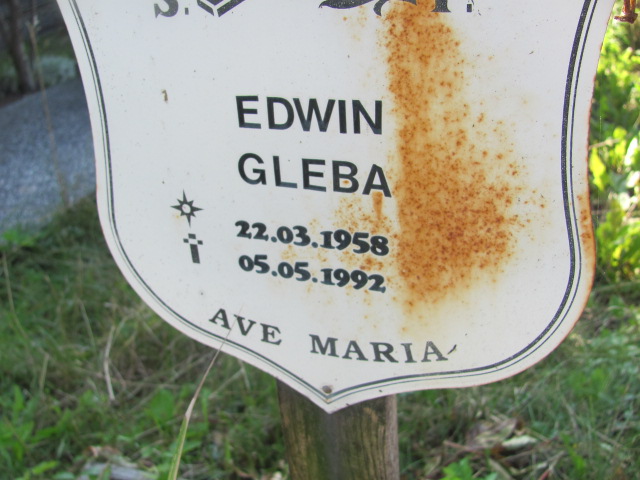 EDWIN
GLEBA
22.03.1958
05.05.1992
AVE MARIA